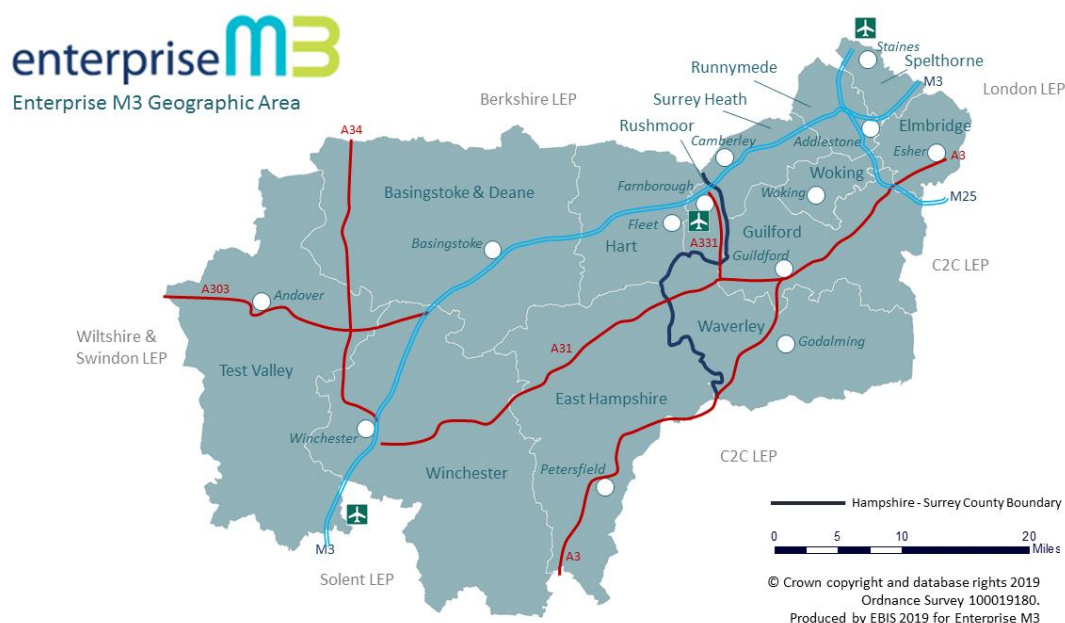 enterprise M3
Enterprise M3 Geographic Area
Berkshire LEP
London LEP
Staines
Spelthorne
Runnymede
M3
Surrey Heath
Rushmoor
Camberley
Addlestone
Elmbridge
Esher
A3
A34
Basingstoke & Deane
Farnborough
Woking
Woking
M25
Fleet
Hart
A331
Guilford
Guildford
Basingstoke
C2C LEP
A303
Andover
Wiltshire &
Swindon LEP
Test Valley
A31
Waverley
Godalming
East Hampshire
Winchester
Winchester
Petersfield
C2C LEP
M3
A3
Solent LEP
Hampshire - Surrey County Boundary
0 5 10 20
Miles
© Crown copyright and database rights 2019
Ordnance Survey 100019180.
Produced by EBIS 2019 for Enterprise M3